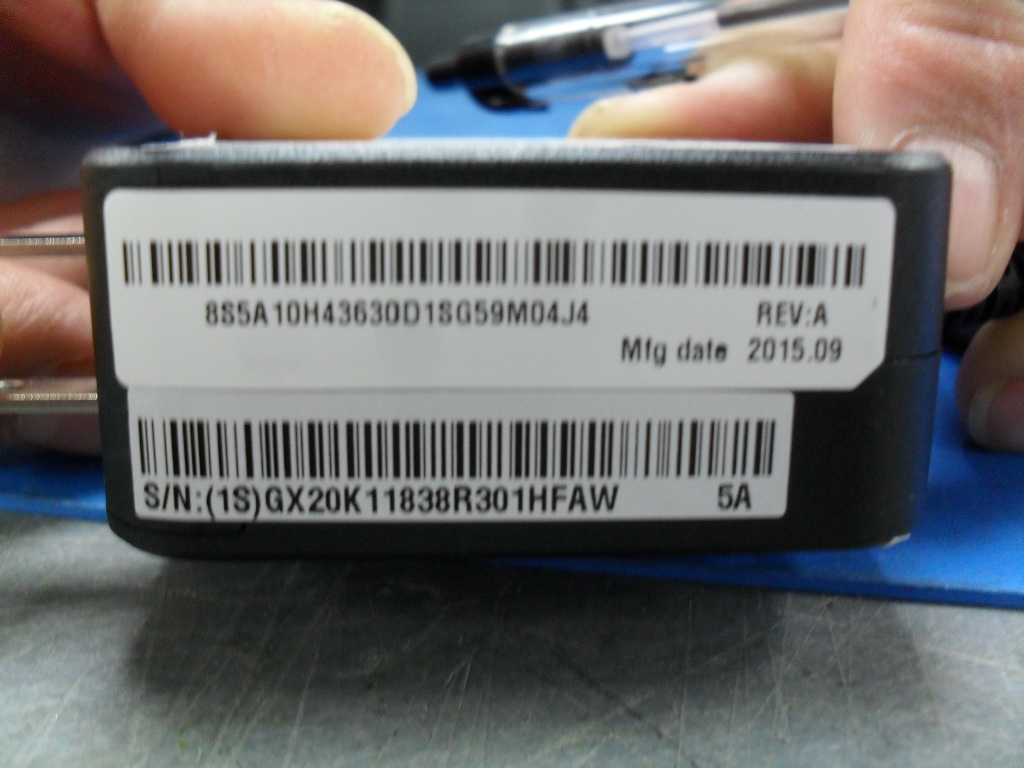 8S5A10H43630D1SG59M04J4 REV:A
Mfg date 2015.09
S/N:(1S)GX20K11838R301HFAW 5A